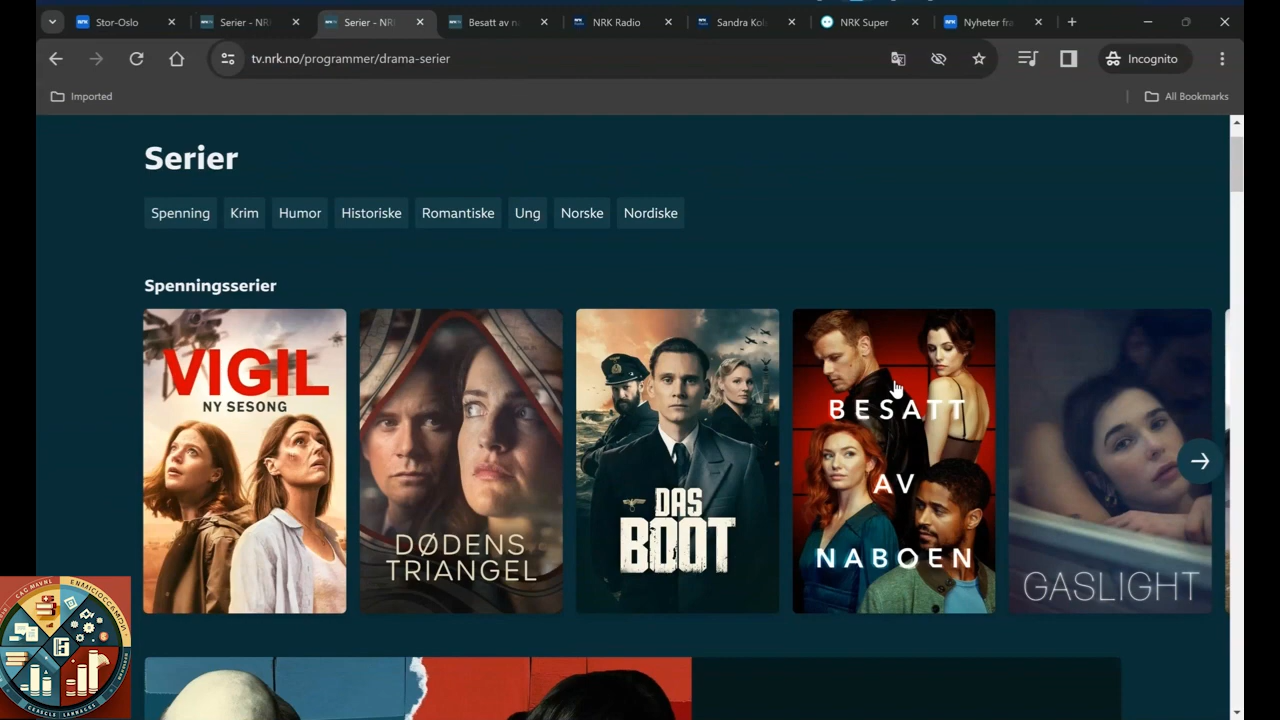 Stor-Oslo
Serier - NR
Serier - NR
Besatt av n
NRK Radio
Sandra Kols
NRK Super
Nyheter fra
tv.nrk.no/programmer/drama-serier
Incognito
Imported
All Bookmarks
Serier
Spenning
Krim
Humor
Historiske
Romantiske
Ung
Norske
Nordiske
Spenningsserier
VIGIL
NY SESONG
DØDENS
TRIANGEL
DAS
BOOT
BESATT
AV
NABOEN
GASLIGHT